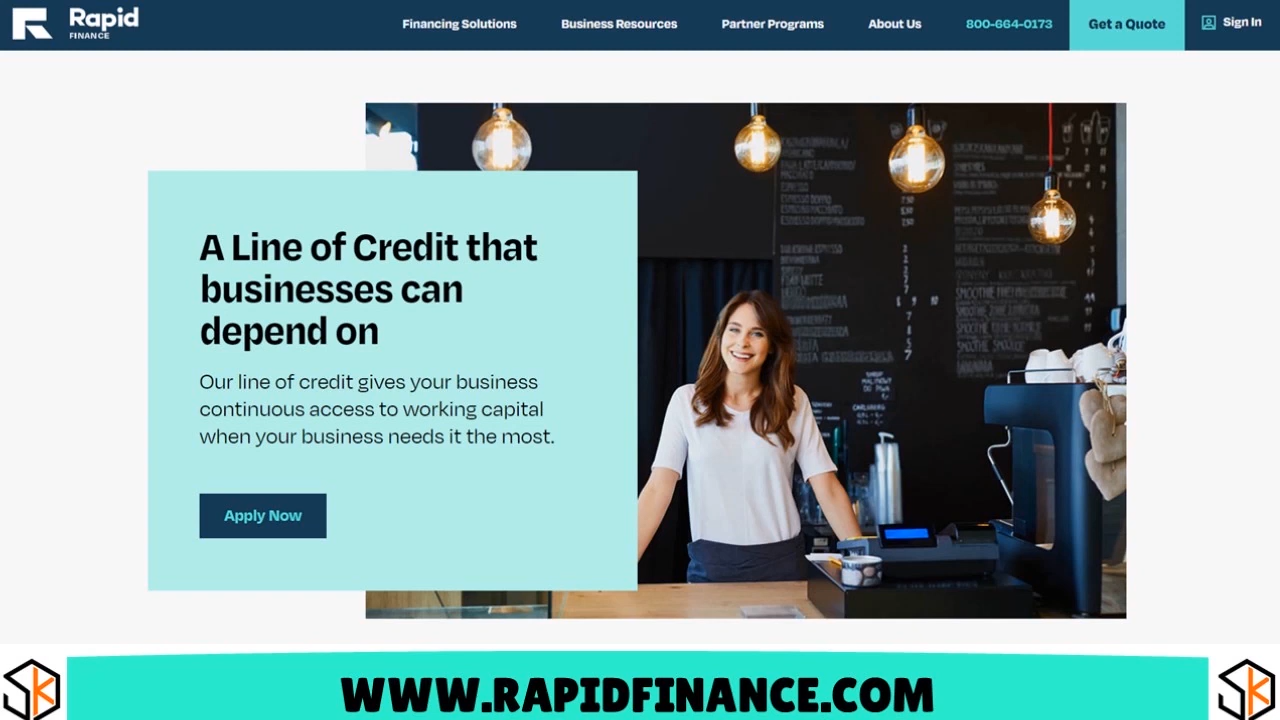 Rapid
FINANCE
Financing Solutions
Business Resources
Partner Programs
About Us
800-664-0173
Get a Quote
Sign In
A Line of Credit that
businesses can
depend on
Our line of credit gives your business
continuous access to working capital
when your business needs it the most.
Apply Now
WWW.RAPIDFINANCE.COM
SK
SK